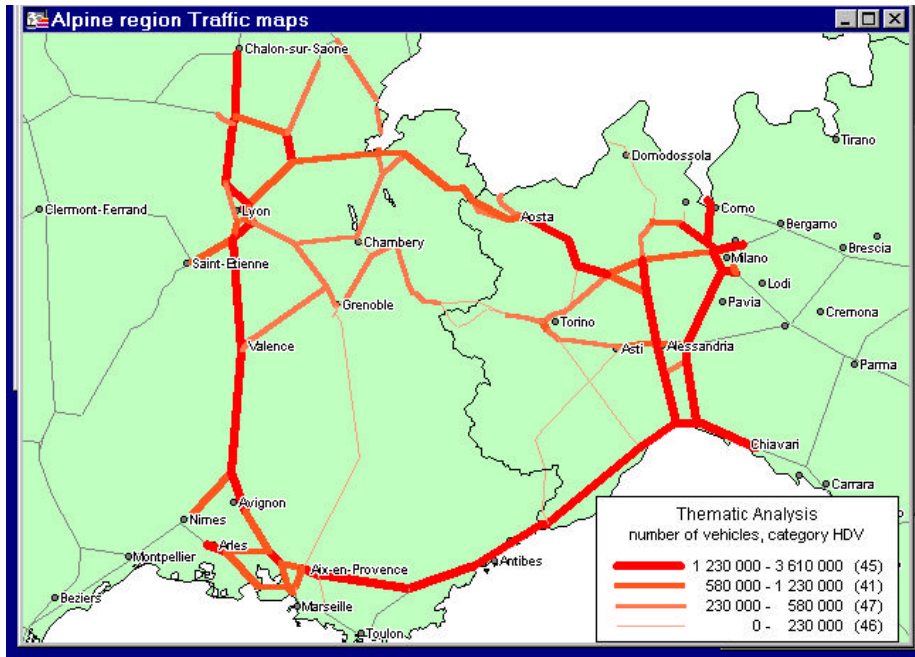 Alpine region Traffic maps
Chalon-sur-Saone
Tirano
Domodossola
Clermont-Ferrand
Lyon
Aosta
Como
Bergamo
Chambery
Brescia
Saint-Etienne
Milano
Lodi
Grenoble
Pavia
Torino
Cremona
Valence
Asti
Alessandria
Parma
Chiavari
Carrara
Avignon
Nimes
Arles
Montpellier
Aix-en-Provence
Antibes
Beziers
Marseille
Toulon
Thematic Analysis
number of vehicles, category HDV
1 230 000 - 3 610 000 (45)
580 000 - 1 230 000 (41)
230 000 - 580 000 (47)
0 - 230 000 (46)